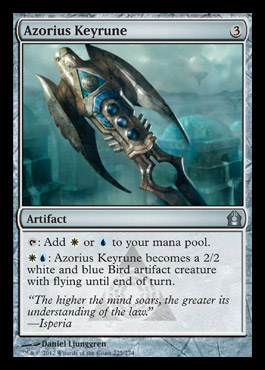 Azorius Keyrune 3
Artifact
: Add or to your mana pool.
: Azorius Keyrune becomes a 2/2
white and blue Bird artifact creature
with flying until end of turn.
"The higher the mind soars, the greater its
understanding of the law."
—Isperia
Daniel Ljunggren
™ & © 2012 Wizards of the Coast 225/274